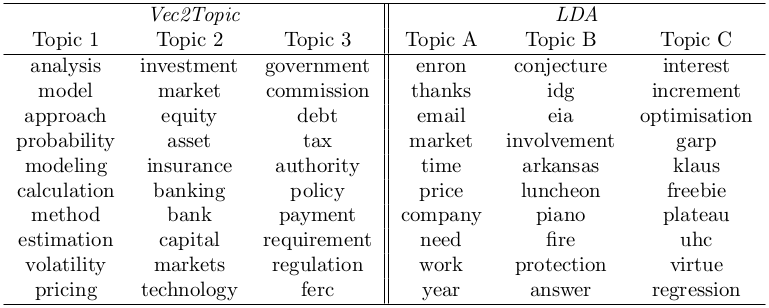 Vec2Topic LDA
Topic 1 Topic 2 Topic 3 Topic A Topic B Topic C
analysis investment government enron conjecture interest
model market commission thanks idg increment
approach equity debt email eia optimisation
probability asset tax market involvement garp
modeling insurance authority time arkansas klaus
calculation banking policy price luncheon freebie
method bank payment company piano plateau
estimation capital requirement need fire uhc
volatility markets regulation work protection virtue
pricing technology ferc year answer regression